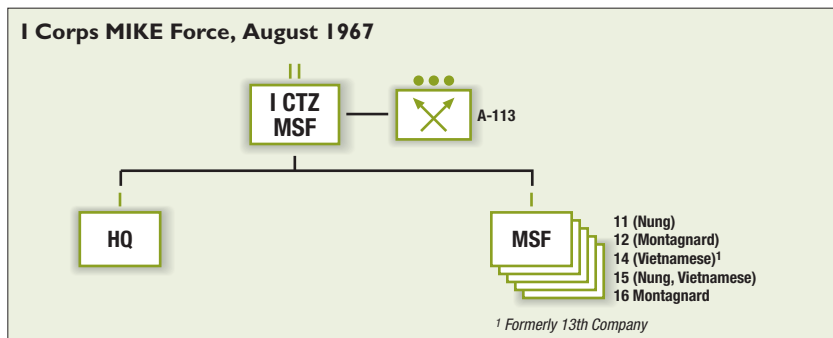 I Corps MIKE Force, August 1967
I CTZ
MSF
A-113
HQ
MSF
11 (Nung)
12 (Montagnard)
14 (Vietnamese)¹
15 (Nung, Vietnamese)
16 Montagnard
¹ Formerly 13th Company